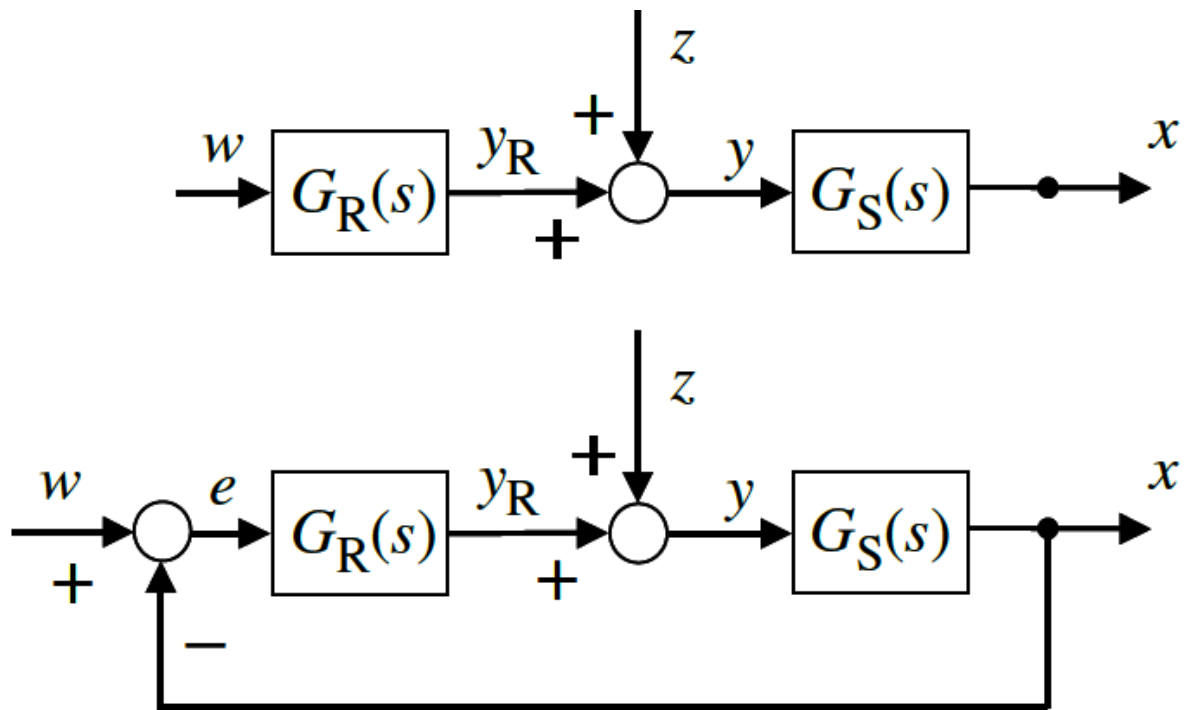 z
+
w G_R(s) y_R y G_S(s) x
+
z
+
w e G_R(s) y_R y G_S(s) x
+ +
−